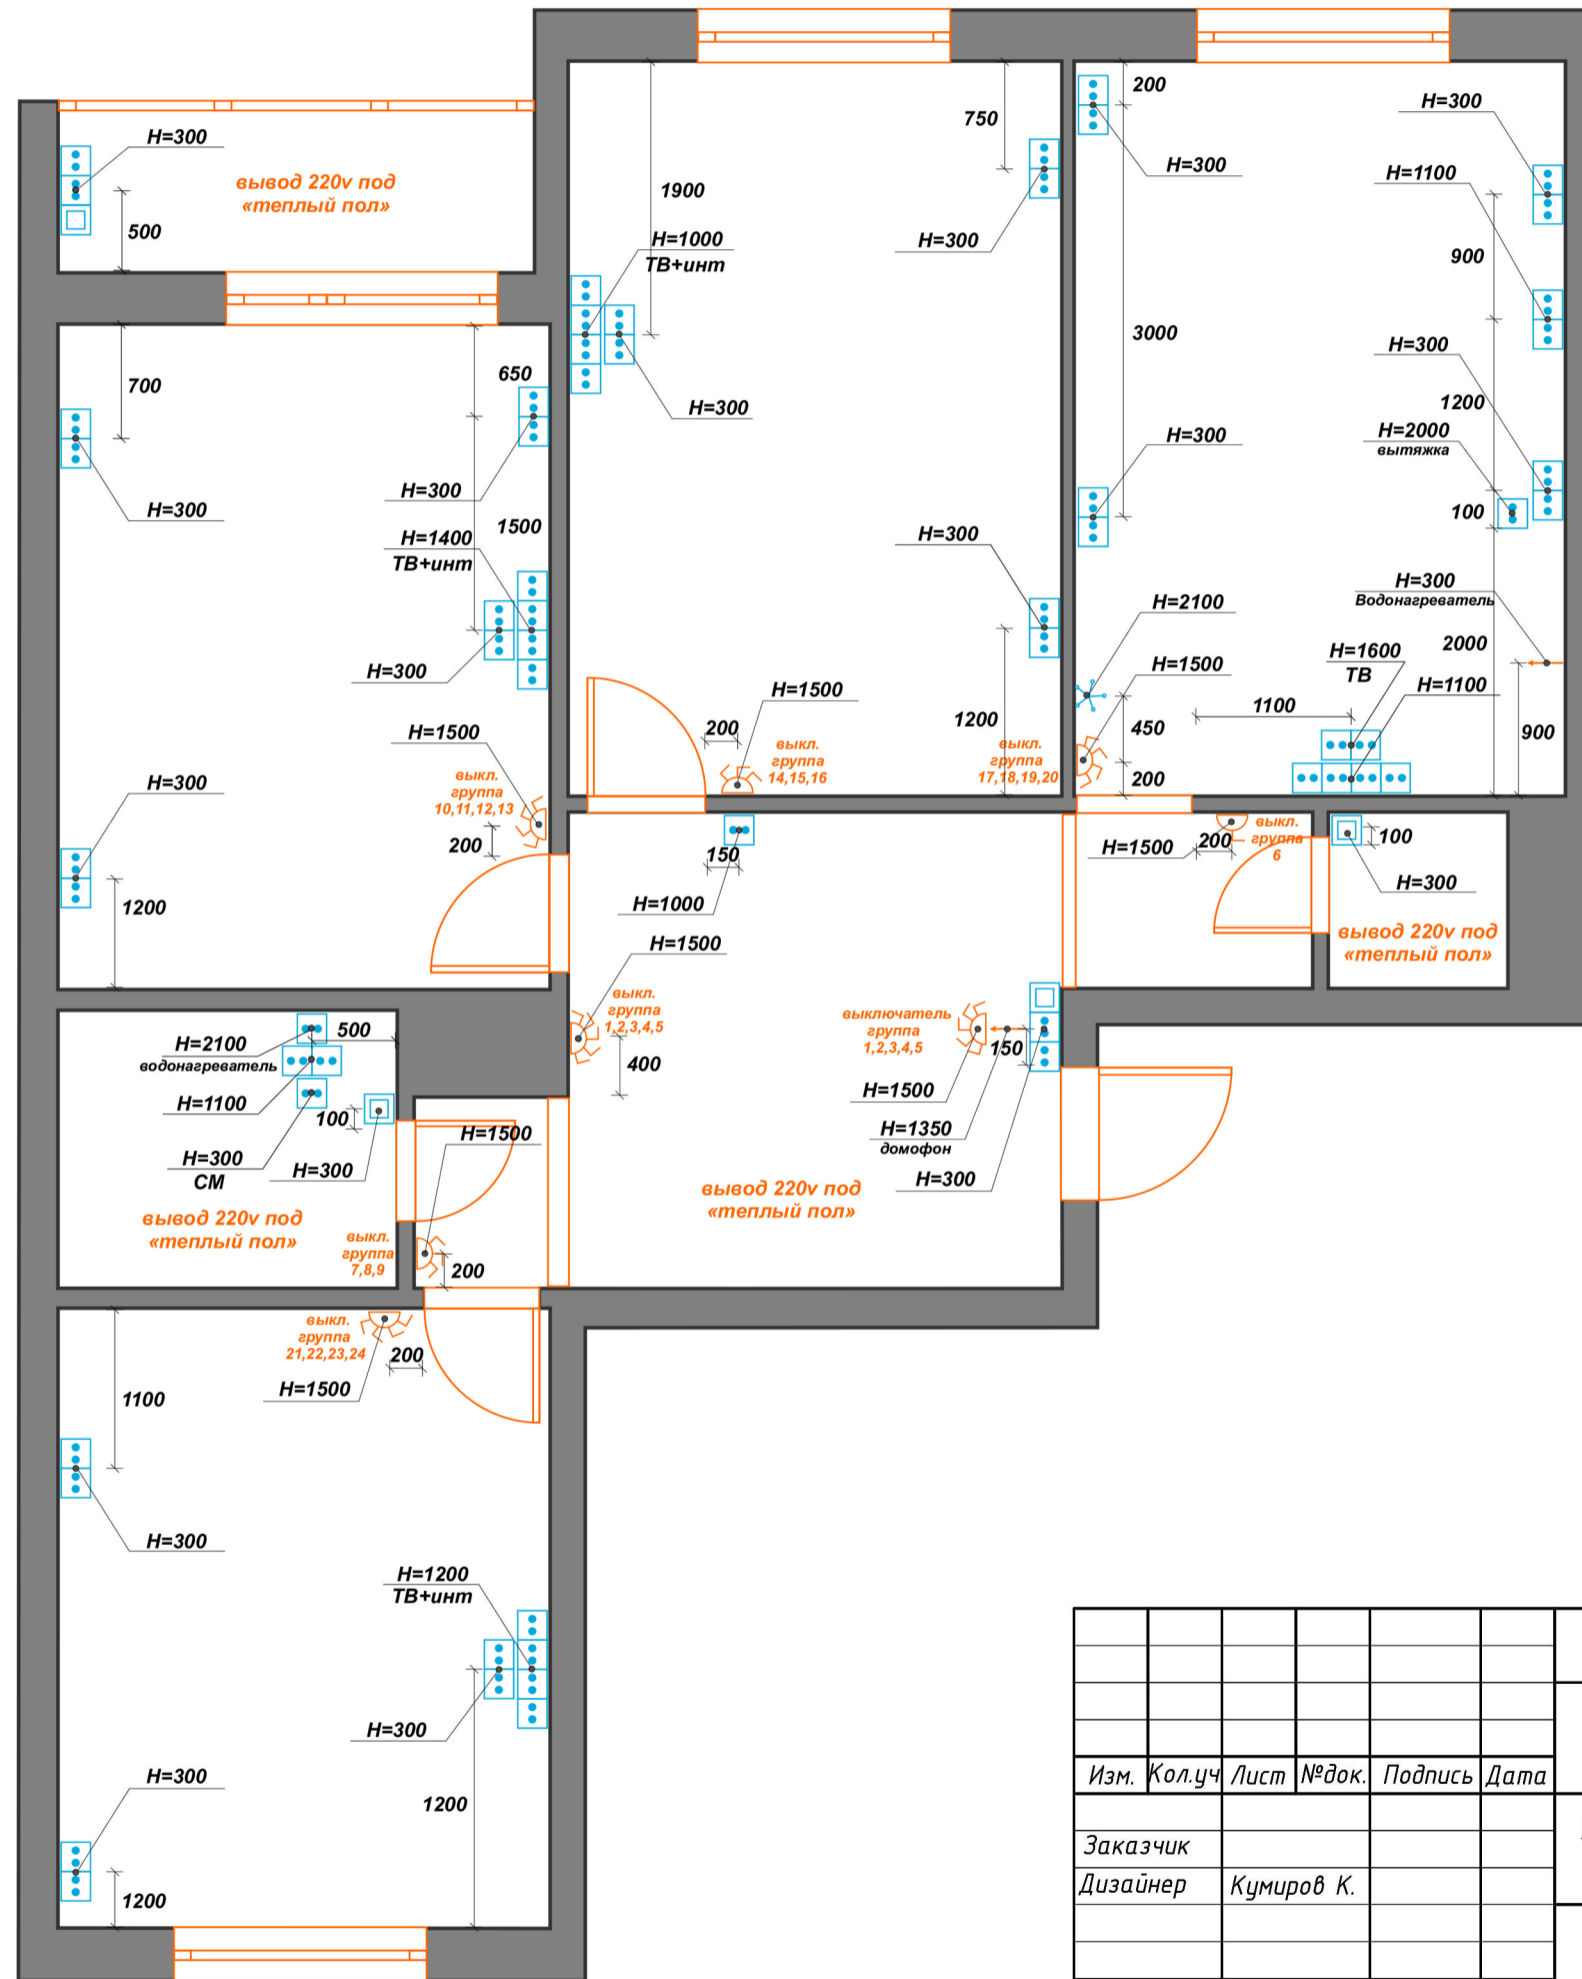 200
H=300
750
H=300
вывод 220v под
«теплый пол»
500
1900
H=1000
ТВ+инт
H=300
H=300
H=300
H=1100
900
3000
H=300
1200
H=2000
вытяжка
100
700
650
H=300
H=300
1500
H=1400
ТВ+инт
H=300
H=300
H=300
H=300
Водонагреватель
2000
H=2100
H=1500
H=1600
ТВ
H=1100
1100
900
450
200
H=1500
200
выкл.
группа
14,15,16
1200
выкл.
группа
17,18,19,20
H=1500
выкл.
группа
10,11,12,13
200
H=300
1200
150
H=1000
H=1500
200
выкл.
группа
6
100
H=300
вывод 220v под
«теплый пол»
H=1500
выкл.
группа
1,2,3,4,5
400
выключатель
группа
1,2,3,4,5
150
H=1500
H=1350
домофон
H=300
вывод 220v под
«теплый пол»
500
H=2100
водонагреватель
H=1100
100
H=300
СМ
H=300
H=1500
вывод 220v под
«теплый пол»
выкл.
группа
7,8,9
200
выкл.
группа
21,22,23,24
200
H=1500
1100
H=300
H=1200
ТВ+инт
H=300
H=300
1200
1200
Изм.
Кол.уч
Лист
№док.
Подпись
Дата
Заказчик
Дизайнер
Кумиров К.